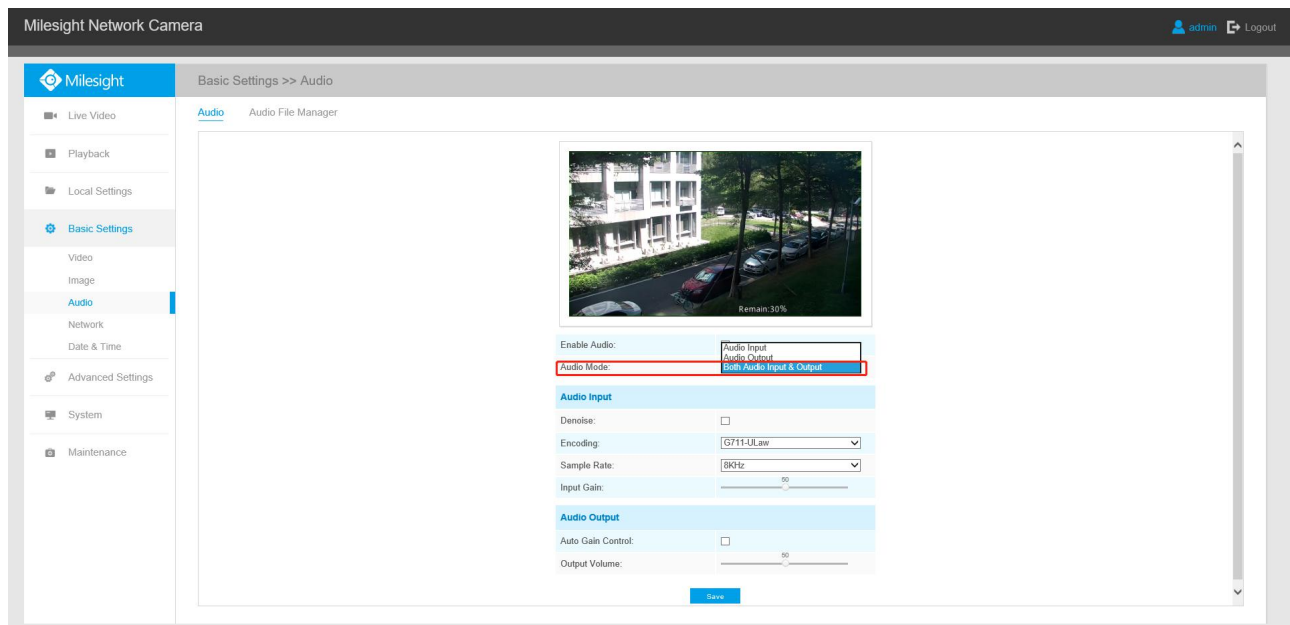 Milesight Network Camera
admin Logout
Milesight
Basic Settings >> Audio
Live Video
Playback
Local Settings
Basic Settings
Video
Image
Audio
Network
Date & Time
Advanced Settings
System
Maintenance
Audio Audio File Manager
Remain:30%
Enable Audio:
Audio Input
Audio Output
Audio Mode: Both Audio Input & Output
Audio Input
Denoise:
Encoding: G711-ULaw
Sample Rate: 8KHz
Input Gain: 50
Audio Output
Auto Gain Control:
Output Volume: 50
Save